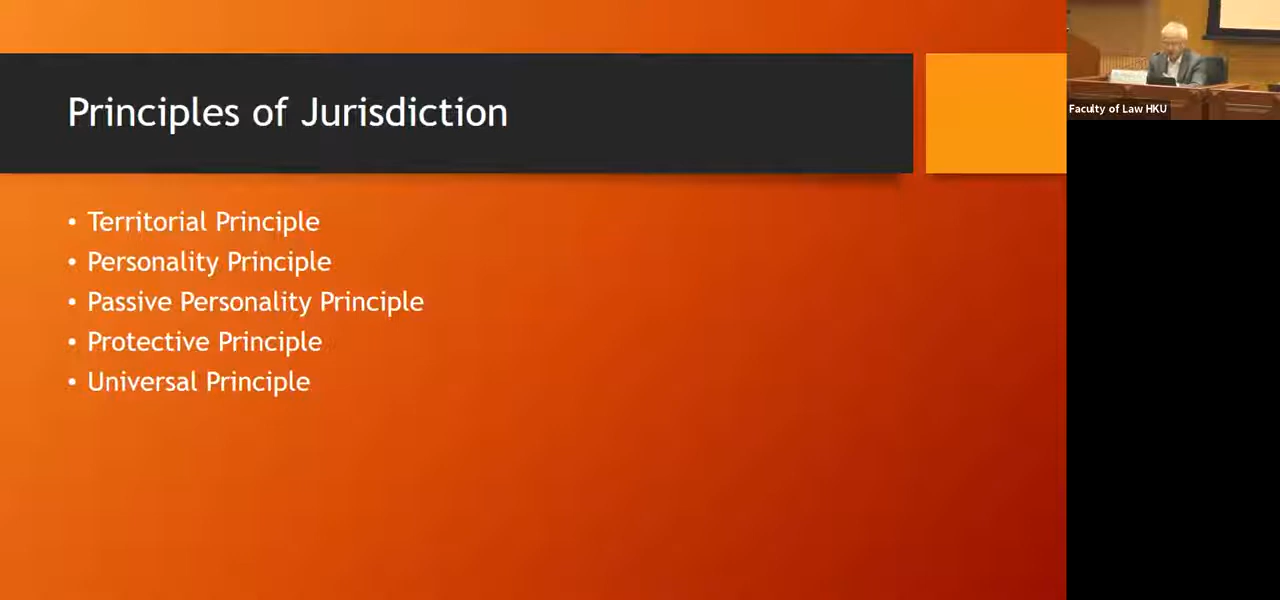 Principles of Jurisdiction
• Territorial Principle
• Personality Principle
• Passive Personality Principle
• Protective Principle
• Universal Principle
Faculty of Law HKU